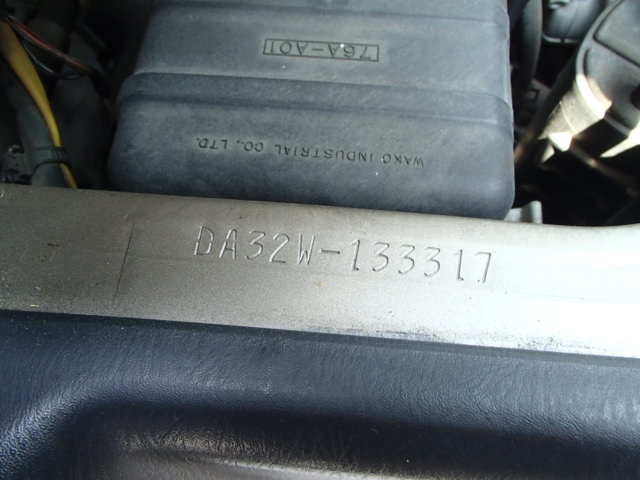 76A-A01
WAKO INDUSTRIAL CO., LTD.
DA32W-133317